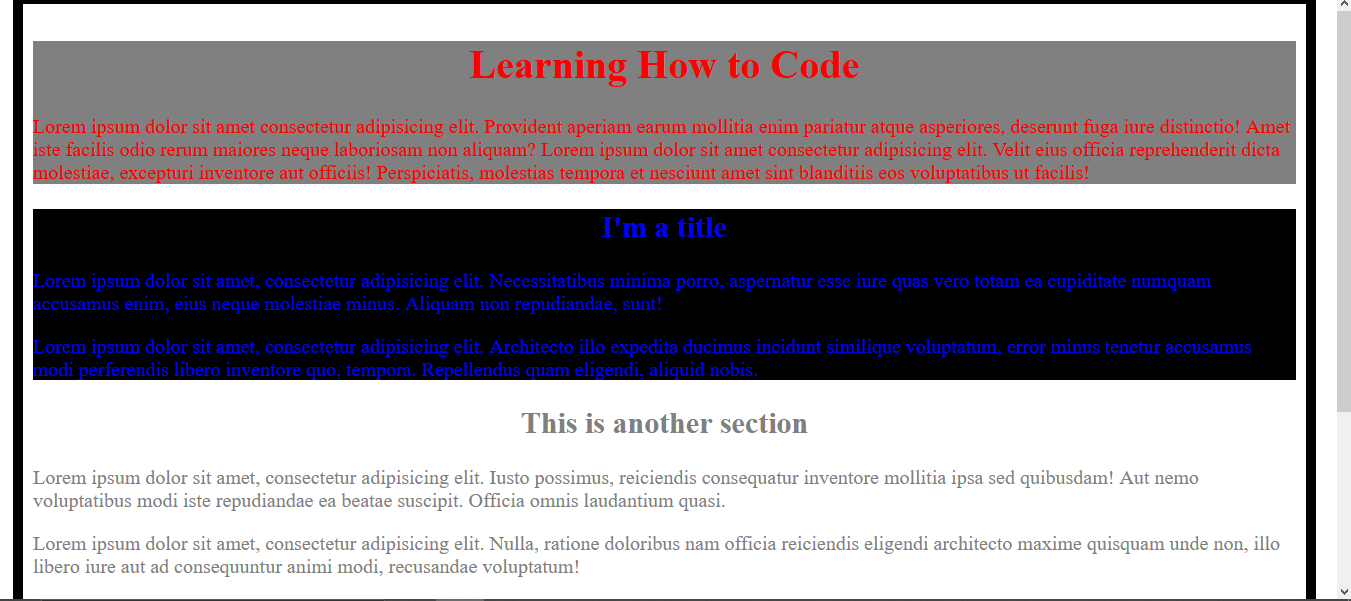 Learning How to Code
Lorem ipsum dolor sit amet consectetur adipisicing elit. Provident aperiam earum mollitia enim pariatur atque asperiores, deserunt fuga iure distinctio! Amet
iste facilis odio rerum maiores neque laboriosam non aliquam? Lorem ipsum dolor sit amet consectetur adipisicing elit. Velit eius officia reprehenderit dicta
molestiae, excepturi inventore aut officiis! Perspiciatis, molestias tempora et nesciunt amet sint blanditiis eos voluptatibus ut facilis!
I'm a title
Lorem ipsum dolor sit amet, consectetur adipisicing elit. Necessitatibus minima porro, aspernatur esse iure quas vero totam ea cupiditate numquam
accusamus enim, eius neque molestiae minus. Aliquam non repudiandae, sunt!
Lorem ipsum dolor sit amet, consectetur adipisicing elit. Architecto illo expedita ducimus incidunt similique voluptatum, error minus tenetur accusamus
modi perferendis libero inventore quo, tempora. Repellendus quam eligendi, aliquid nobis.
This is another section
Lorem ipsum dolor sit amet, consectetur adipisicing elit. Iusto possimus, reiciendis consequatur inventore mollitia ipsa sed quibusdam! Aut nemo
voluptatibus modi iste repudiandae ea beatae suscipit. Officia omnis laudantium quasi.
Lorem ipsum dolor sit amet, consectetur adipisicing elit. Nulla, ratione doloribus nam officia reiciendis eligendi architecto maxime quisquam unde non, illo
libero iure aut ad consequuntur animi modi, recusandae voluptatum!